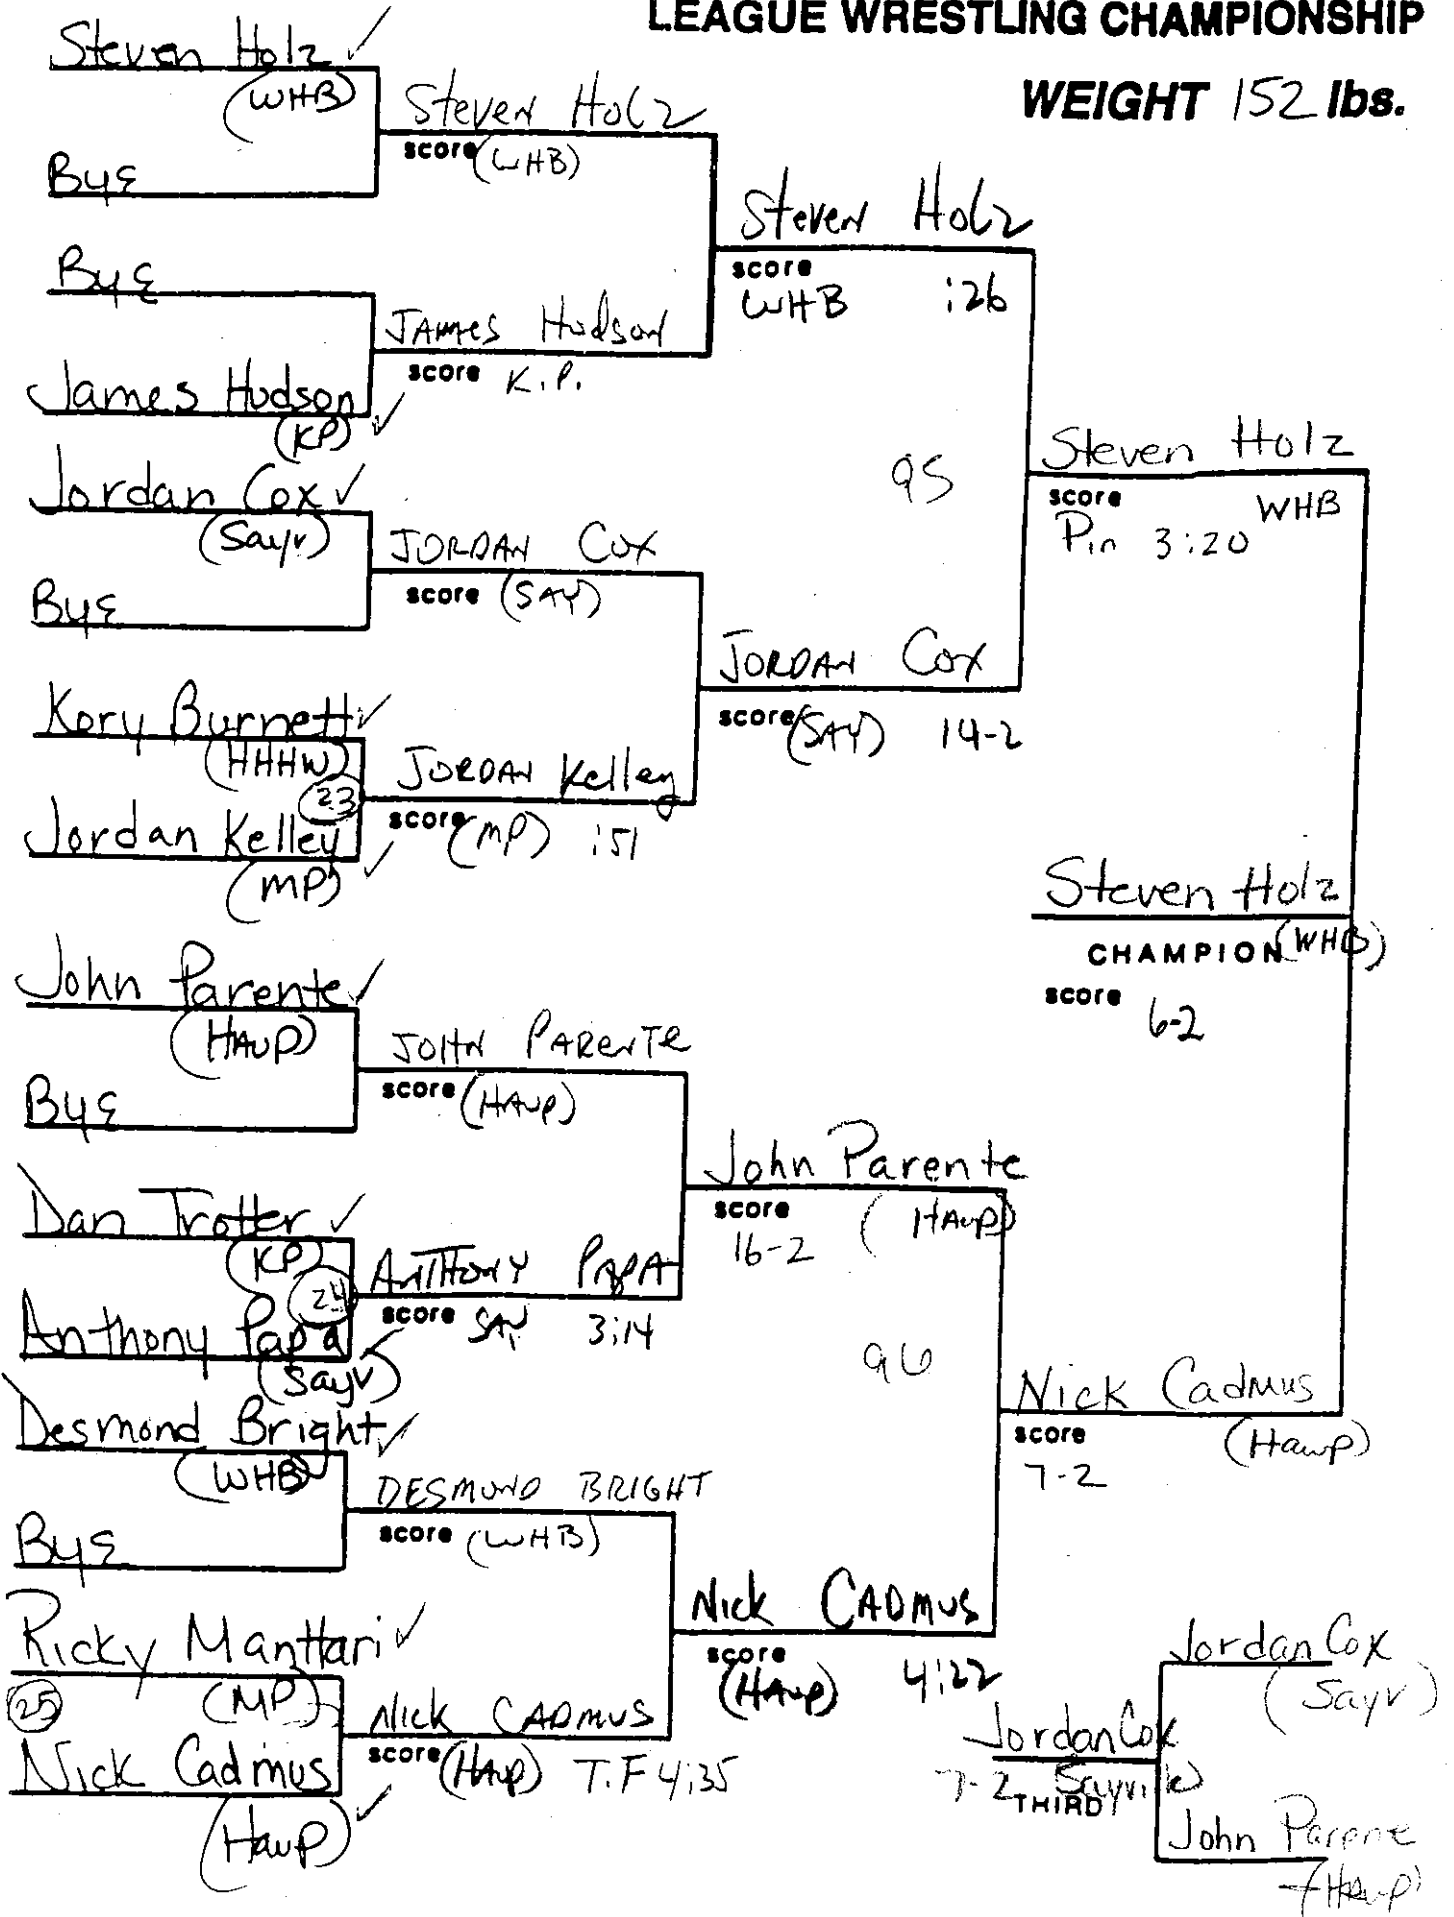 LEAGUE WRESTLING CHAMPIONSHIP
WEIGHT 152 lbs.
Steven Holz ✓
(WHB)
Bye
Steven Holz
score (WHB)
Bye
James Hudson
(KP) ✓
James Hudson
score K.P.
Steven Holz
score
WHB :26
Jordan Cox ✓
(Sayv)
Bye
JORDAN Cox
score (SAY)
Kory Burnett ✓
(HHHW)
23
Jordan Kelley
(MP) ✓
JORDAN Kelley
score (MP) :51
JORDAN Cox
score (SAY) 14-2
95
Steven Holz
score WHB
Pin 3:20
John Parente ✓
(HAUP)
Bye
JOHN PARENTE
score (HAUP)
Dan Trotter ✓
(KP)
24
Anthony Papa
(Sayv) ✓
ANTHONY PAPA
score SAY 3:14
John Parente
score (HAUP)
16-2
Desmond Bright ✓
(WHB)
Bye
DESMOND BRIGHT
score (WHB)
Ricky Manttari ✓
(MP)
25
Nick Cadmus
(Haup) ✓
Nick CADMUS
score (HAUP) T.F 4:35
Nick CADMUS
score
(HAUP) 4:22
96
Nick Cadmus
score (Haup)
7-2
Steven Holz
CHAMPION (WHB)
score 6-2
Jordan Cox
(Sayv)
Jordan Cox
7-2 Sayville
THIRD
John Parente
(HAUP)